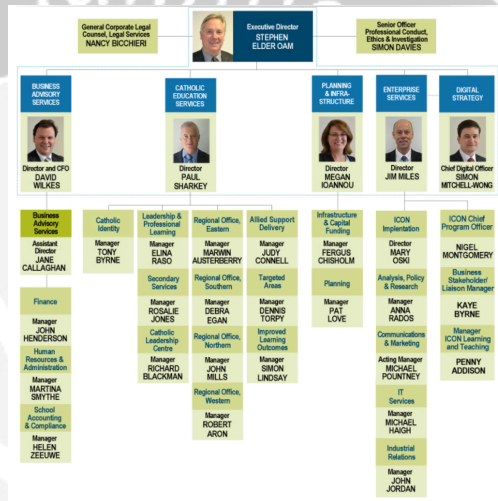 General Corporate Legal
Counsel, Legal Services
NANCY BICCHIERI
Executive Director
STEPHEN
ELDER OAM
Senior Officer
Professional Conduct,
Ethics & Investigation
SIMON DAVIES
BUSINESS
ADVISORY
SERVICES
Director and CFO
DAVID
WILKES
CATHOLIC
EDUCATION
SERVICES
Director
PAUL
SHARKEY
PLANNING
& INFRA-
STRUCTURE
Director
MEGAN
IOANNOU
ENTERPRISE
SERVICES
Director
JIM MILES
DIGITAL
STRATEGY
Chief Digital Officer
SIMON
MITCHELL-WONG
Business
Advisory
Services
Assistant
Director
JANE
CALLAGHAN
Finance
Manager
JOHN
HENDERSON
Human
Resources &
Administration
Manager
MARTINA
SMYTHE
School
Accounting
& Compliance
Manager
HELEN
ZEEUWE
Catholic
Identity
Manager
TONY
BYRNE
Leadership &
Professional
Learning
Manager
ELINA
RASO
Secondary
Services
Manager
ROSALIE
JONES
Catholic
Leadership
Centre
Manager
RICHARD
BLACKMAN
Regional Office,
Eastern
Manager
MARWIN
AUSTERBERRY
Regional Office,
Southern
Manager
DEBRA
EGAN
Regional Office,
Northern
Manager
JOHN
MILLS
Regional Office,
Western
Manager
ROBERT
ARON
Allied Support
Delivery
Manager
JUDY
CONNELL
Targeted
Areas
Manager
DENNIS
TORPY
Improved
Learning
Outcomes
Manager
SIMON
LINDSAY
Infrastructure
& Capital
Funding
Manager
FERGUS
CHISHOLM
Planning
Manager
PAT
LOVE
ICON
Implentation
Director
MARY
OSKI
Analysis, Policy
& Research
Manager
ANNA
RADOS
Communications
& Marketing
Acting Manager
MICHAEL
POUNTNEY
IT
Services
Manager
MICHAEL
HAIGH
Industrial
Relations
Manager
JOHN
JORDAN
ICON Chief
Program Officer
NIGEL
MONTGOMERY
Business
Stakeholder/
Liaison Manager
KAYE
BYRNE
Manager
ICON Learning
and Teaching
PENNY
ADDISON